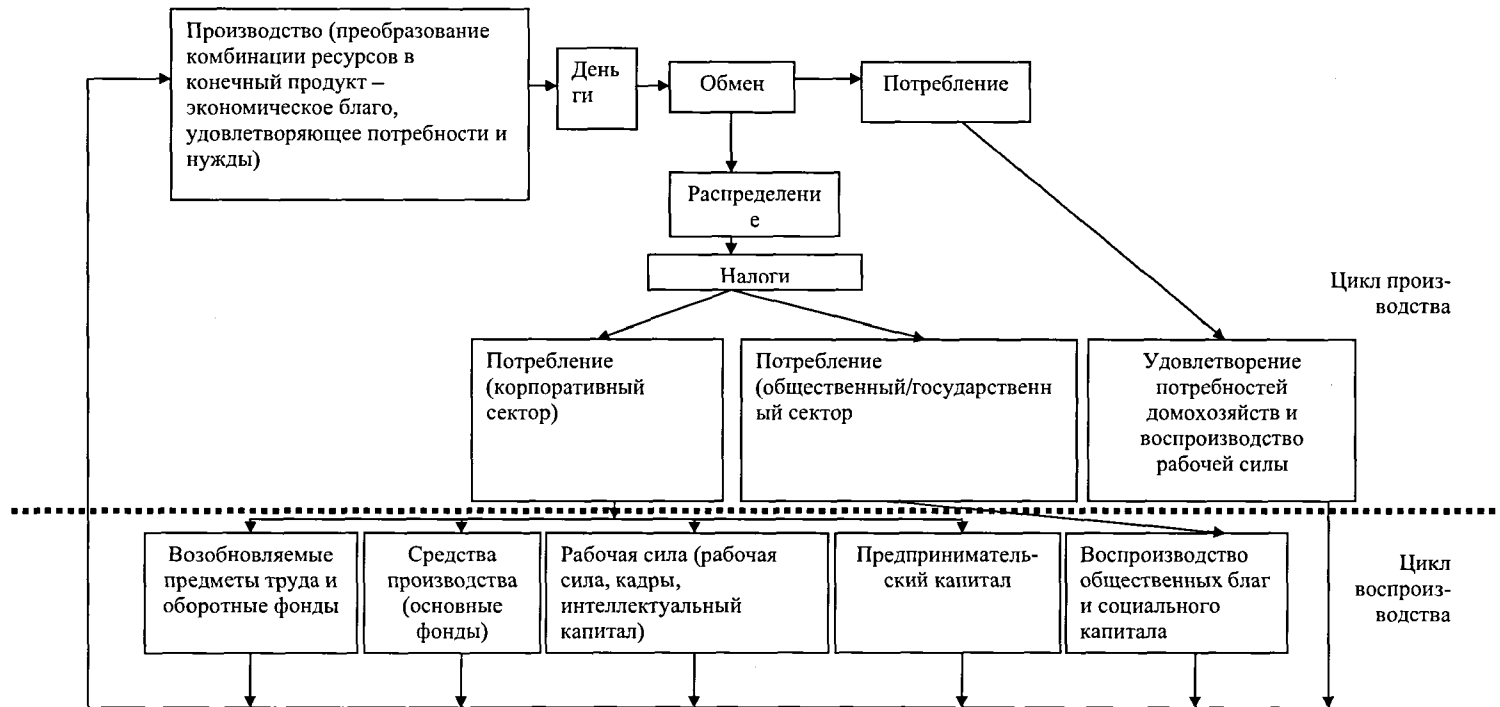 Производство (преобразование
комбинации ресурсов в
конечный продукт –
экономическое благо,
удовлетворяющее потребности и
нужды)
День
ги
Обмен
Потребление
Распределени
е
Налоги
Цикл произ-
водства
Потребление
(корпоративный
сектор)
Потребление
(общественный/государственн
ый сектор
Удовлетворение
потребностей
домохозяйств и
воспроизводство
рабочей силы
Возобновляемые
предметы труда и
оборотные фонды
Средства
производства
(основные
фонды)
Рабочая сила (рабочая
сила, кадры,
интеллектуальный
капитал)
Предприниматель-
ский капитал
Воспроизводство
общественных благ
и социального
капитала
Цикл
воспроиз-
водства